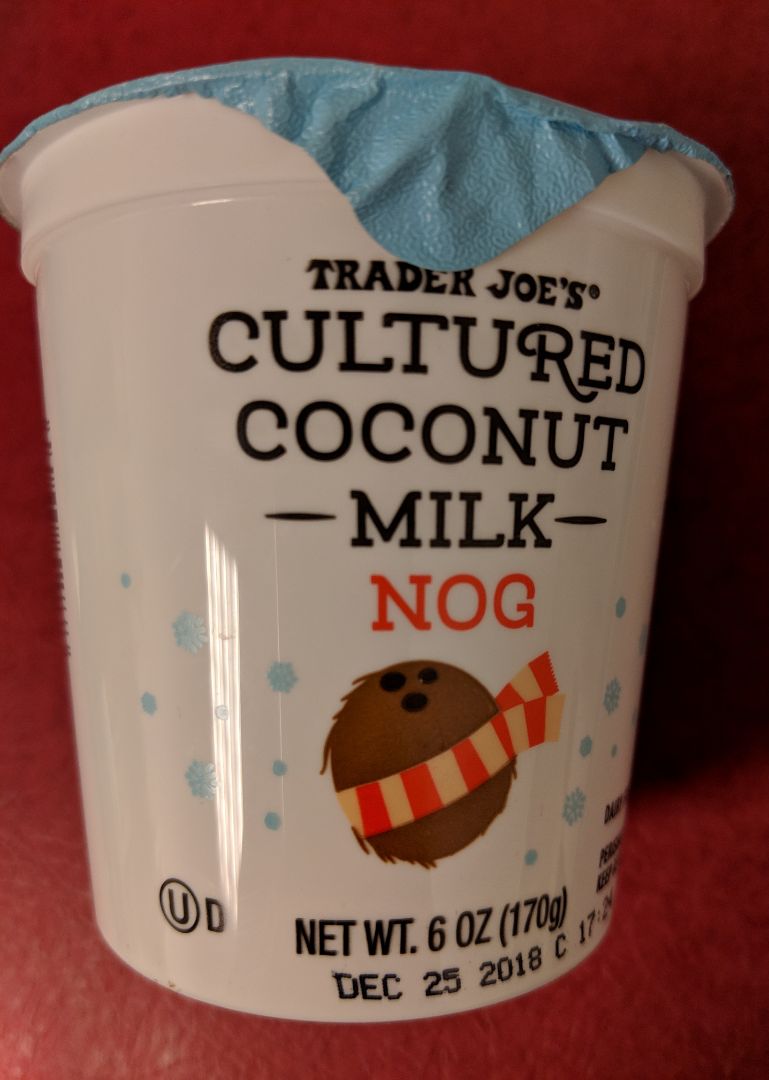 TRADER JOE'S®
CULTURED
COCONUT
MILK
NOG
U D
NET WT. 6 OZ (170g)
DEC 25 2018 C